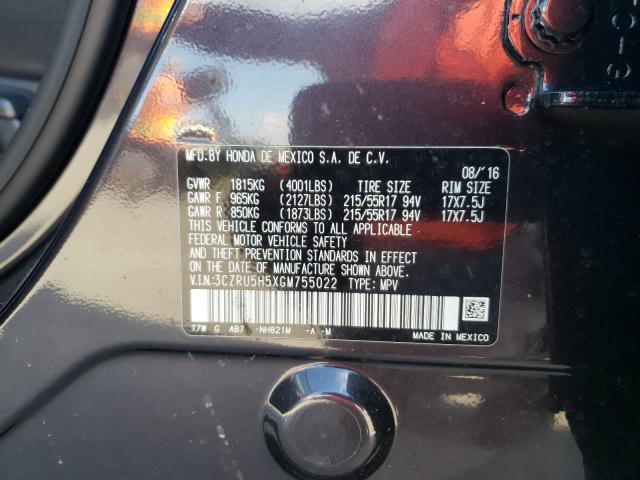 MFD.BY HONDA DE MEXICO S.A. DE C.V.
08/'16
GVWR 1815KG (4001LBS) TIRE SIZE RIM SIZE
GAWR F 965KG (2127LBS) 215/55R17 94V 17X7.5J
GAWR R 850KG (1873LBS) 215/55R17 94V 17X7.5J
THIS VEHICLE CONFORMS TO ALL APPLICABLE
FEDERAL MOTOR VEHICLE SAFETY
AND THEFT PREVENTION STANDARDS IN EFFECT
ON THE DATE OF MANUFACTURE SHOWN ABOVE.
V.I.N.:3CZRU5H5XGM755022 TYPE: MPV
T7W G AB7 -NH821M -A -M
MADE IN MEXICO